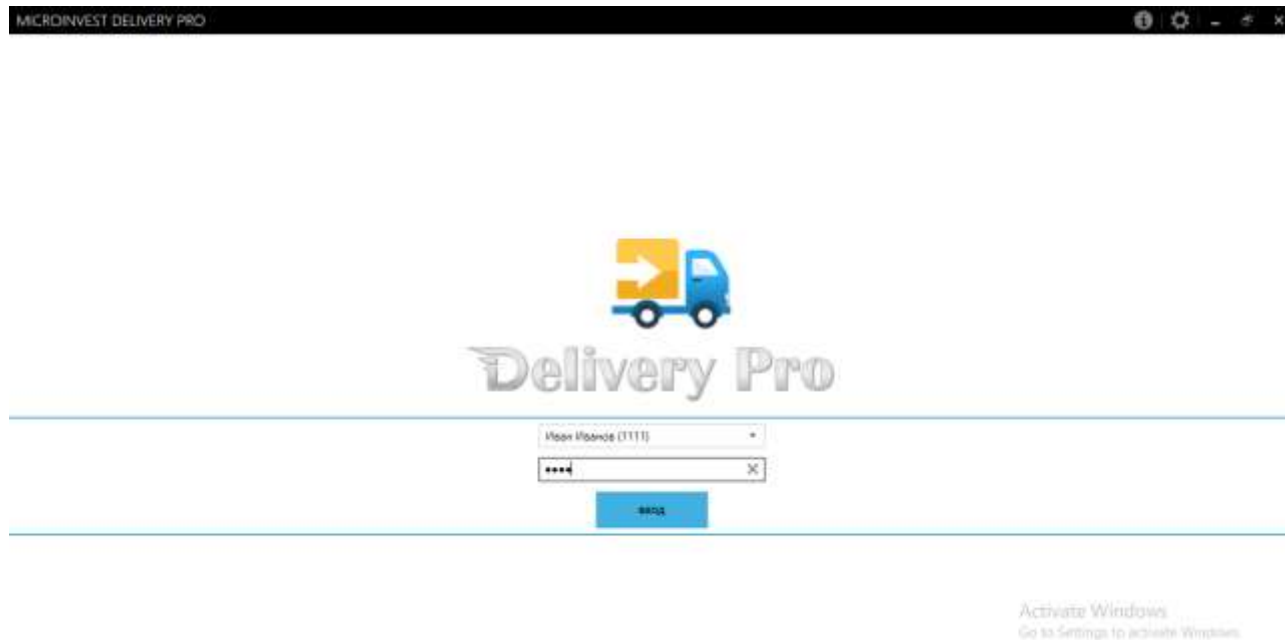 MICROINVEST DELIVERY PRO
Delivery Pro
Иван Иванов (1111)
ВХОД
Activate Windows
Go to Settings to activate Windows.